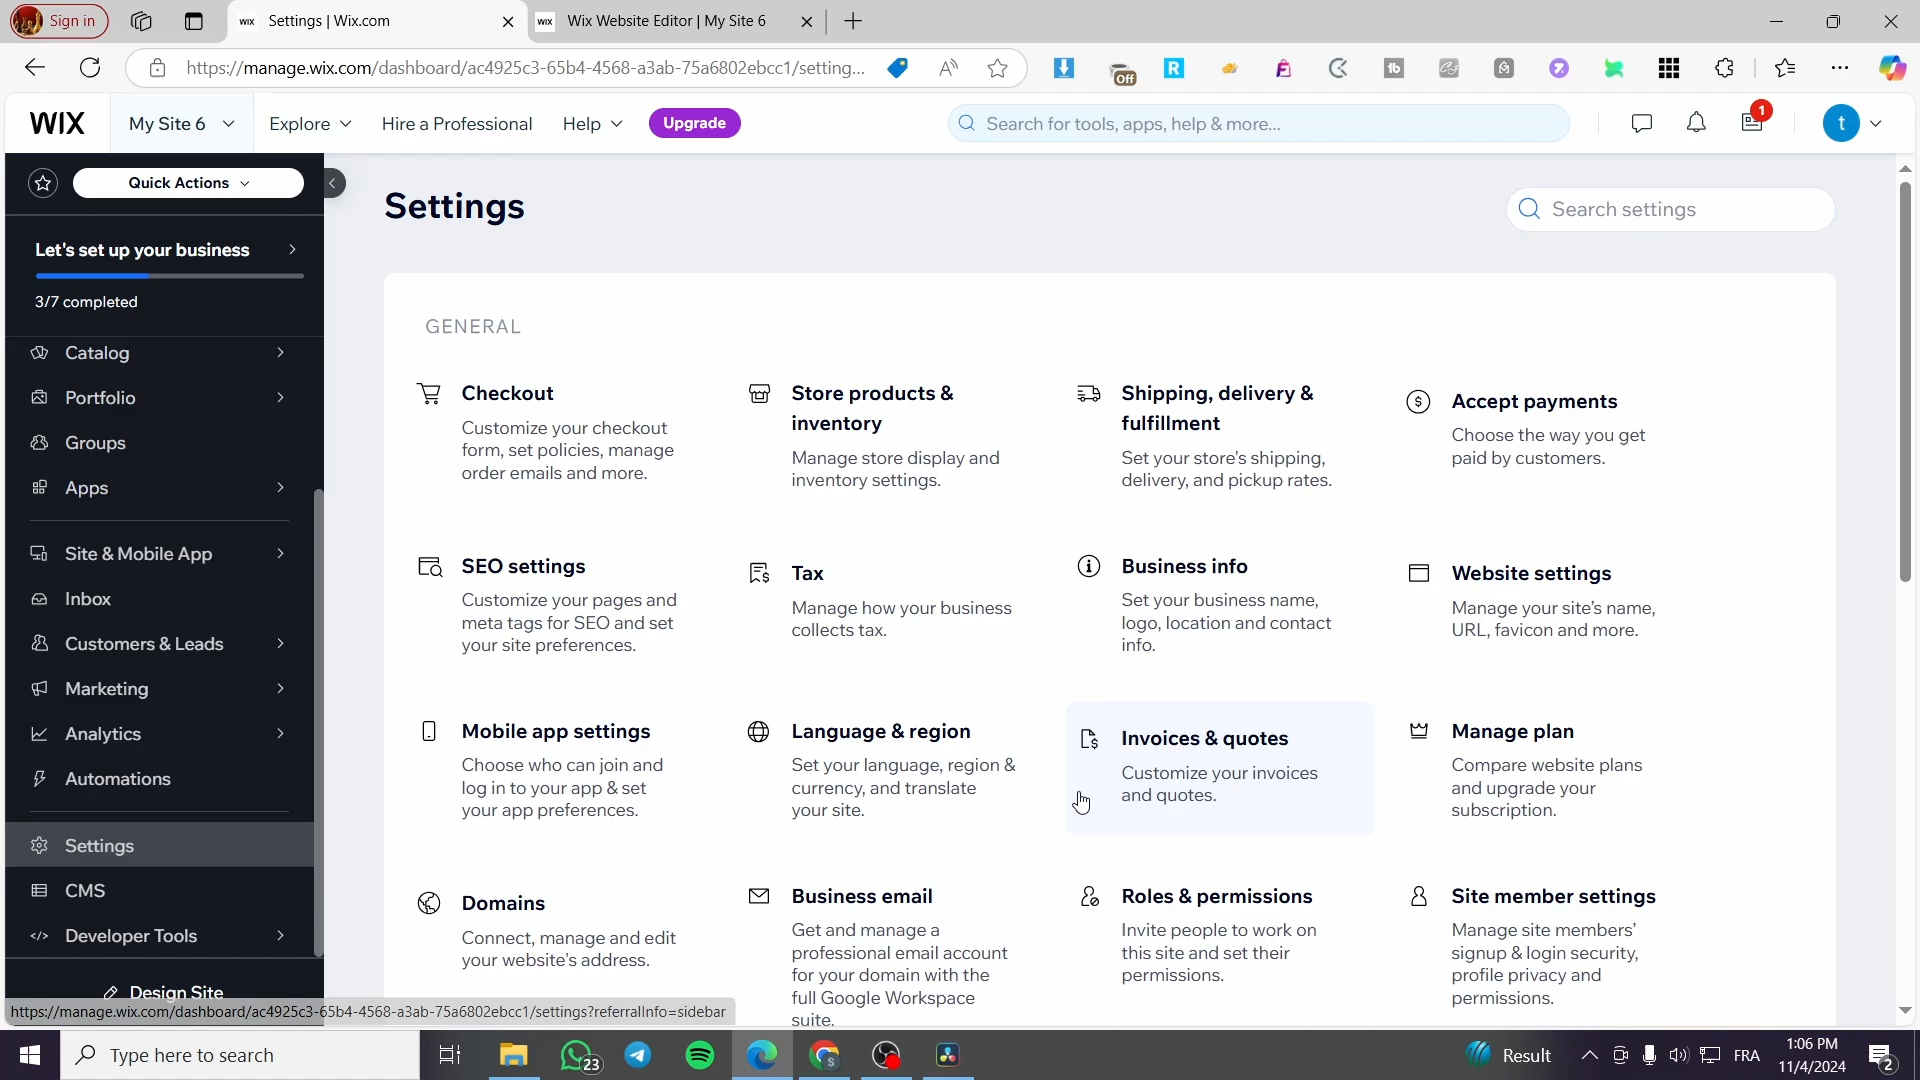 Sign in
WIX Settings | Wix.com
WIX Wix Website Editor | My Site 6
https://manage.wix.com/dashboard/ac4925c3-65b4-4568-a3ab-75a6802ebcc1/setting...
Off
WIX
My Site 6
Explore
Hire a Professional
Help
Upgrade
Search for tools, apps, help & more...
1
t
Quick Actions
Let's set up your business
3/7 completed
Catalog
Portfolio
Groups
Apps
Site & Mobile App
Inbox
Customers & Leads
Marketing
Analytics
Automations
Settings
CMS
Developer Tools
Design Site
https://manage.wix.com/dashboard/ac4925c3-65b4-4568-a3ab-75a6802ebcc1/settings?referralInfo=sidebar
Settings
Search settings
GENERAL
Checkout
Customize your checkout
form, set policies, manage
order emails and more.
Store products &
inventory
Manage store display and
inventory settings.
Shipping, delivery &
fulfillment
Set your store's shipping,
delivery, and pickup rates.
Accept payments
Choose the way you get
paid by customers.
SEO settings
Customize your pages and
meta tags for SEO and set
your site preferences.
Tax
Manage how your business
collects tax.
Business info
Set your business name,
logo, location and contact
info.
Website settings
Manage your site's name,
URL, favicon and more.
Mobile app settings
Choose who can join and
log in to your app & set
your app preferences.
Language & region
Set your language, region &
currency, and translate
your site.
Invoices & quotes
Customize your invoices
and quotes.
Manage plan
Compare website plans
and upgrade your
subscription.
Domains
Connect, manage and edit
your website's address.
Business email
Get and manage a
professional email account
for your domain with the
full Google Workspace
suite.
Roles & permissions
Invite people to work on
this site and set their
permissions.
Site member settings
Manage site members'
signup & login security,
profile privacy and
permissions.
Type here to search
23
Result
FRA
1:06 PM
11/4/2024
2